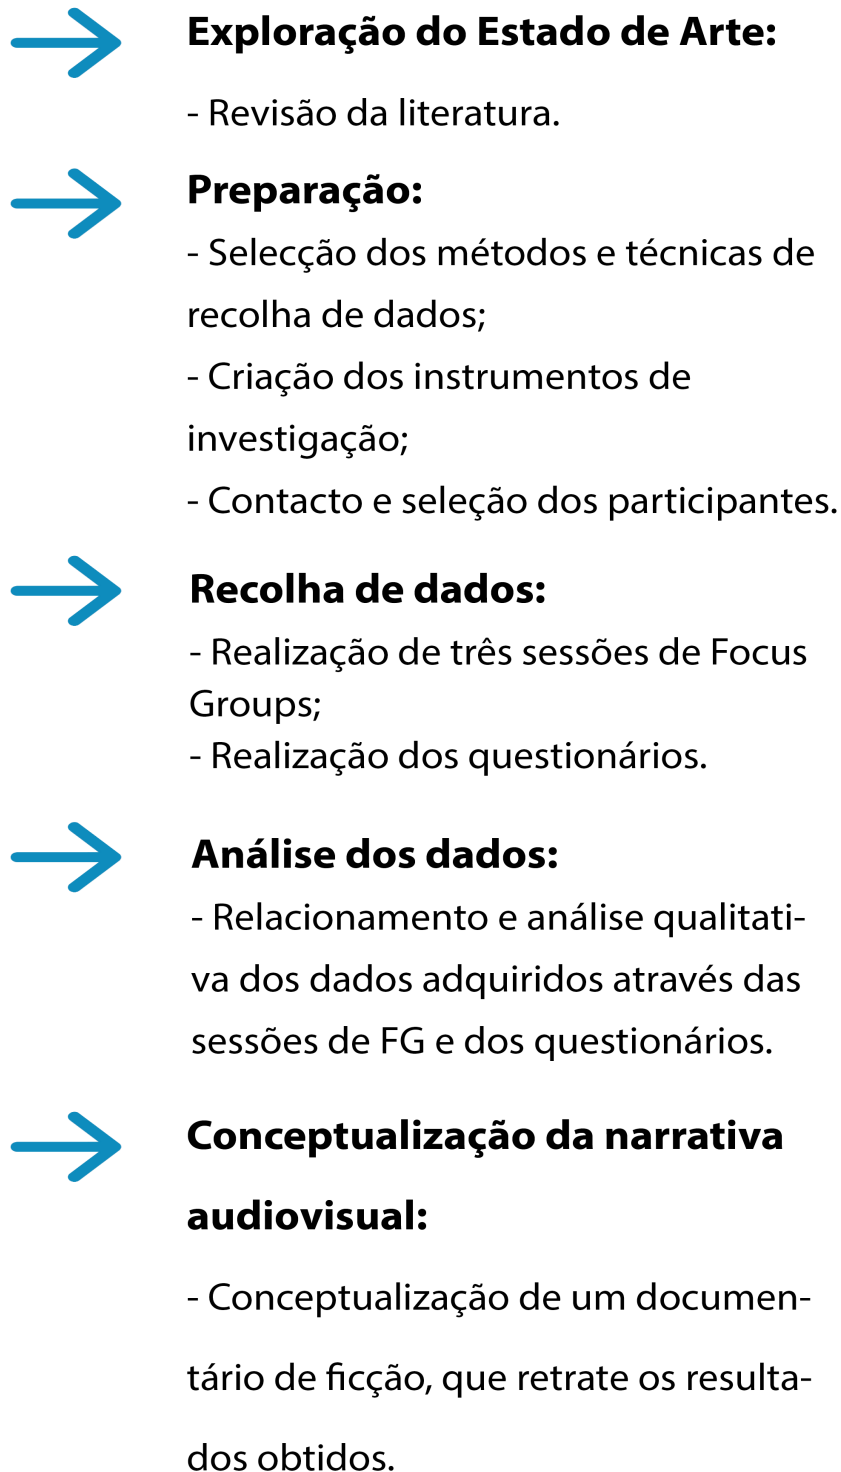 Exploração do Estado de Arte:
- Revisão da literatura.
Preparação:
- Selecção dos métodos e técnicas de
recolha de dados;
- Criação dos instrumentos de
investigação;
- Contacto e seleção dos participantes.
Recolha de dados:
- Realização de três sessões de Focus
Groups;
- Realização dos questionários.
Análise dos dados:
- Relacionamento e análise qualitati-
va dos dados adquiridos através das
sessões de FG e dos questionários.
Conceptualização da narrativa
audiovisual:
- Conceptualização de um documen-
tário de ficção, que retrate os resulta-
dos obtidos.